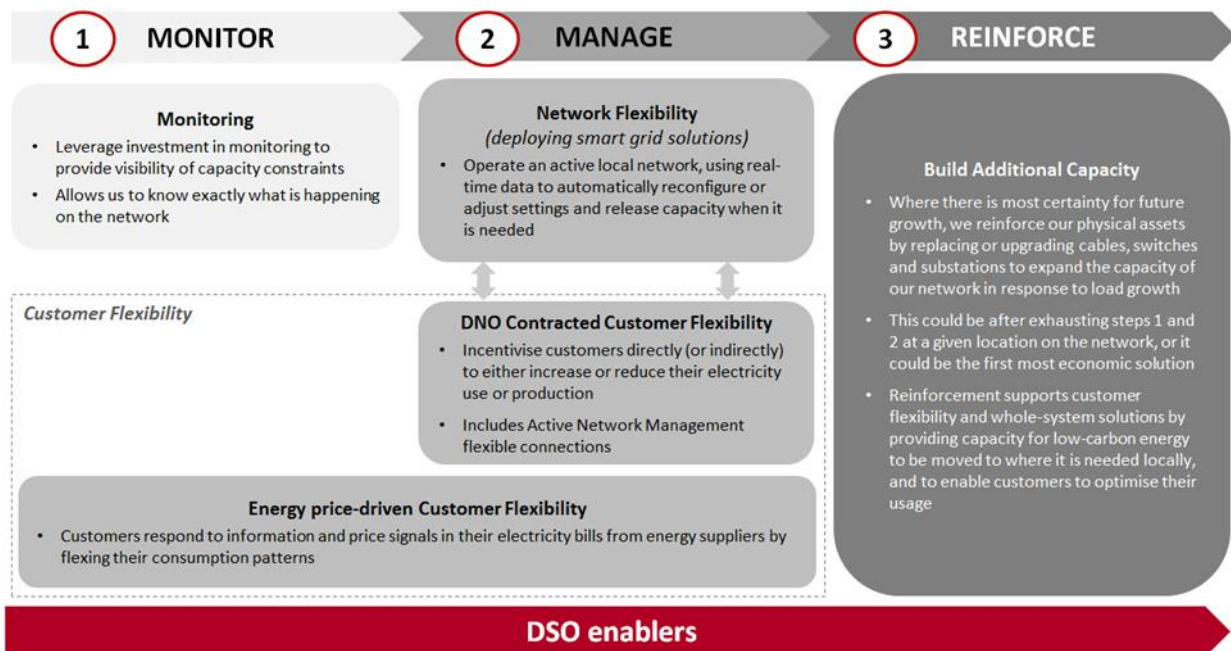 1 MONITOR
2 MANAGE
3 REINFORCE
Monitoring
• Leverage investment in monitoring to
provide visibility of capacity constraints
• Allows us to know exactly what is happening
on the network
Network Flexibility
(deploying smart grid solutions)
• Operate an active local network, using real-
time data to automatically reconfigure or
adjust settings and release capacity when it
is needed
Customer Flexibility
DNO Contracted Customer Flexibility
• Incentivise customers directly (or indirectly)
to either increase or reduce their electricity
use or production
• Includes Active Network Management
flexible connections
Energy price-driven Customer Flexibility
• Customers respond to information and price signals in their electricity bills from energy suppliers by
flexing their consumption patterns
Build Additional Capacity
• Where there is most certainty for future
growth, we reinforce our physical assets
by replacing or upgrading cables, switches
and substations to expand the capacity of
our network in response to load growth
• This could be after exhausting steps 1 and
2 at a given location on the network, or it
could be the first most economic solution
• Reinforcement supports customer
flexibility and whole-system solutions by
providing capacity for low-carbon energy
to be moved to where it is needed locally,
and to enable customers to optimise their
usage
DSO enablers